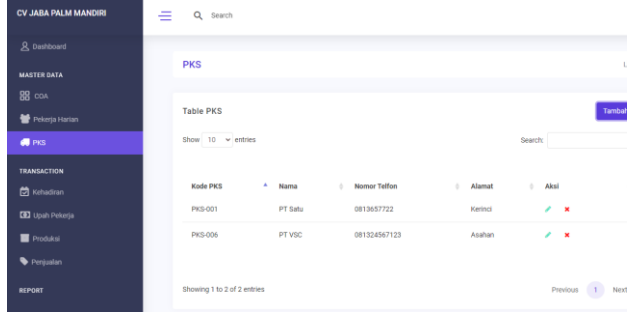 CV JABA PALM MANDIRI
Search
Dashboard
MASTER DATA
COA
Pekerja Harian
PKS
TRANSACTION
Kehadiran
Upah Pekerja
Produksi
Penjualan
REPORT
PKS
Table PKS
Tambah
Show 10 entries
Search:
Kode PKS Nama Nomor Telfon Alamat Aksi
PKS-001 PT Satu 0813657722 Kerinci
PKS-006 PT VSC 081324567123 Asahan
Showing 1 to 2 of 2 entries
Previous 1 Next